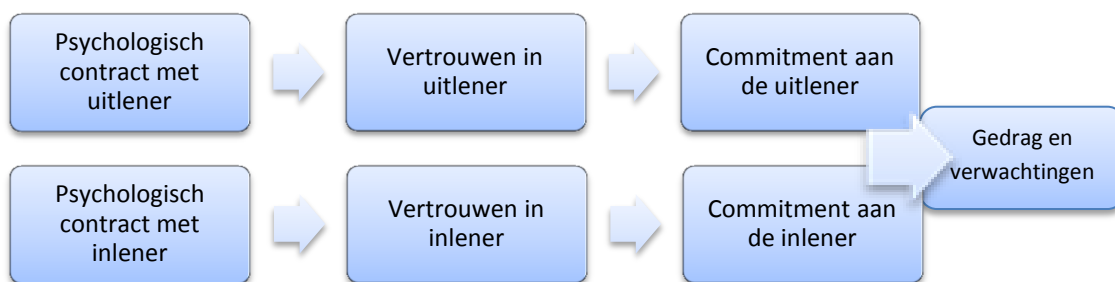 Psychologisch
contract met
uitlener
Vertrouwen in
uitlener
Commitment aan
de uitlener
Gedrag en
verwachtingen
Psychologisch
contract met
inlener
Vertrouwen in
inlener
Commitment aan
de inlener